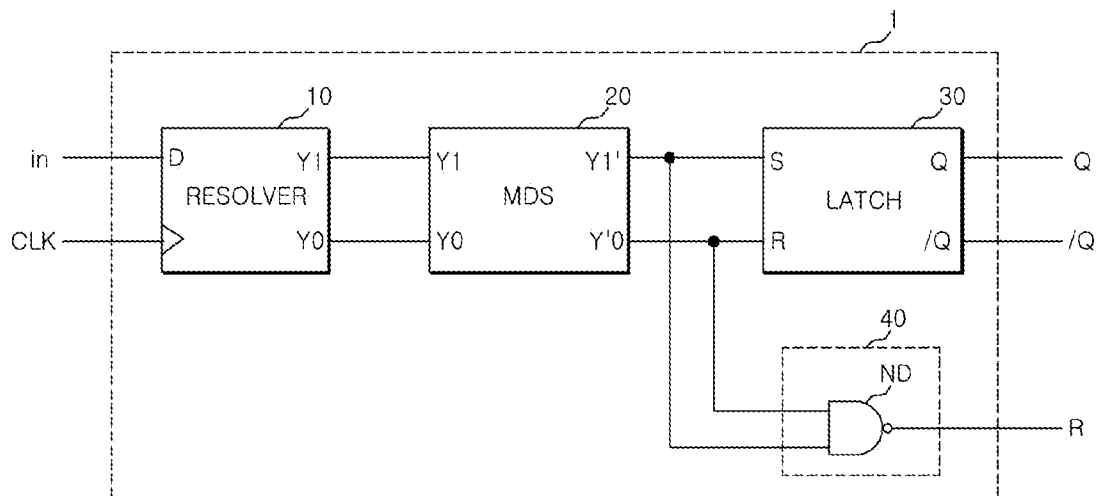 1
10
20
30
in
D
Y1
Y1
Y1'
S
Q
Q
RESOLVER
MDS
LATCH
CLK
Y0
Y0
Y'0
R
/Q
/Q
40
ND
R